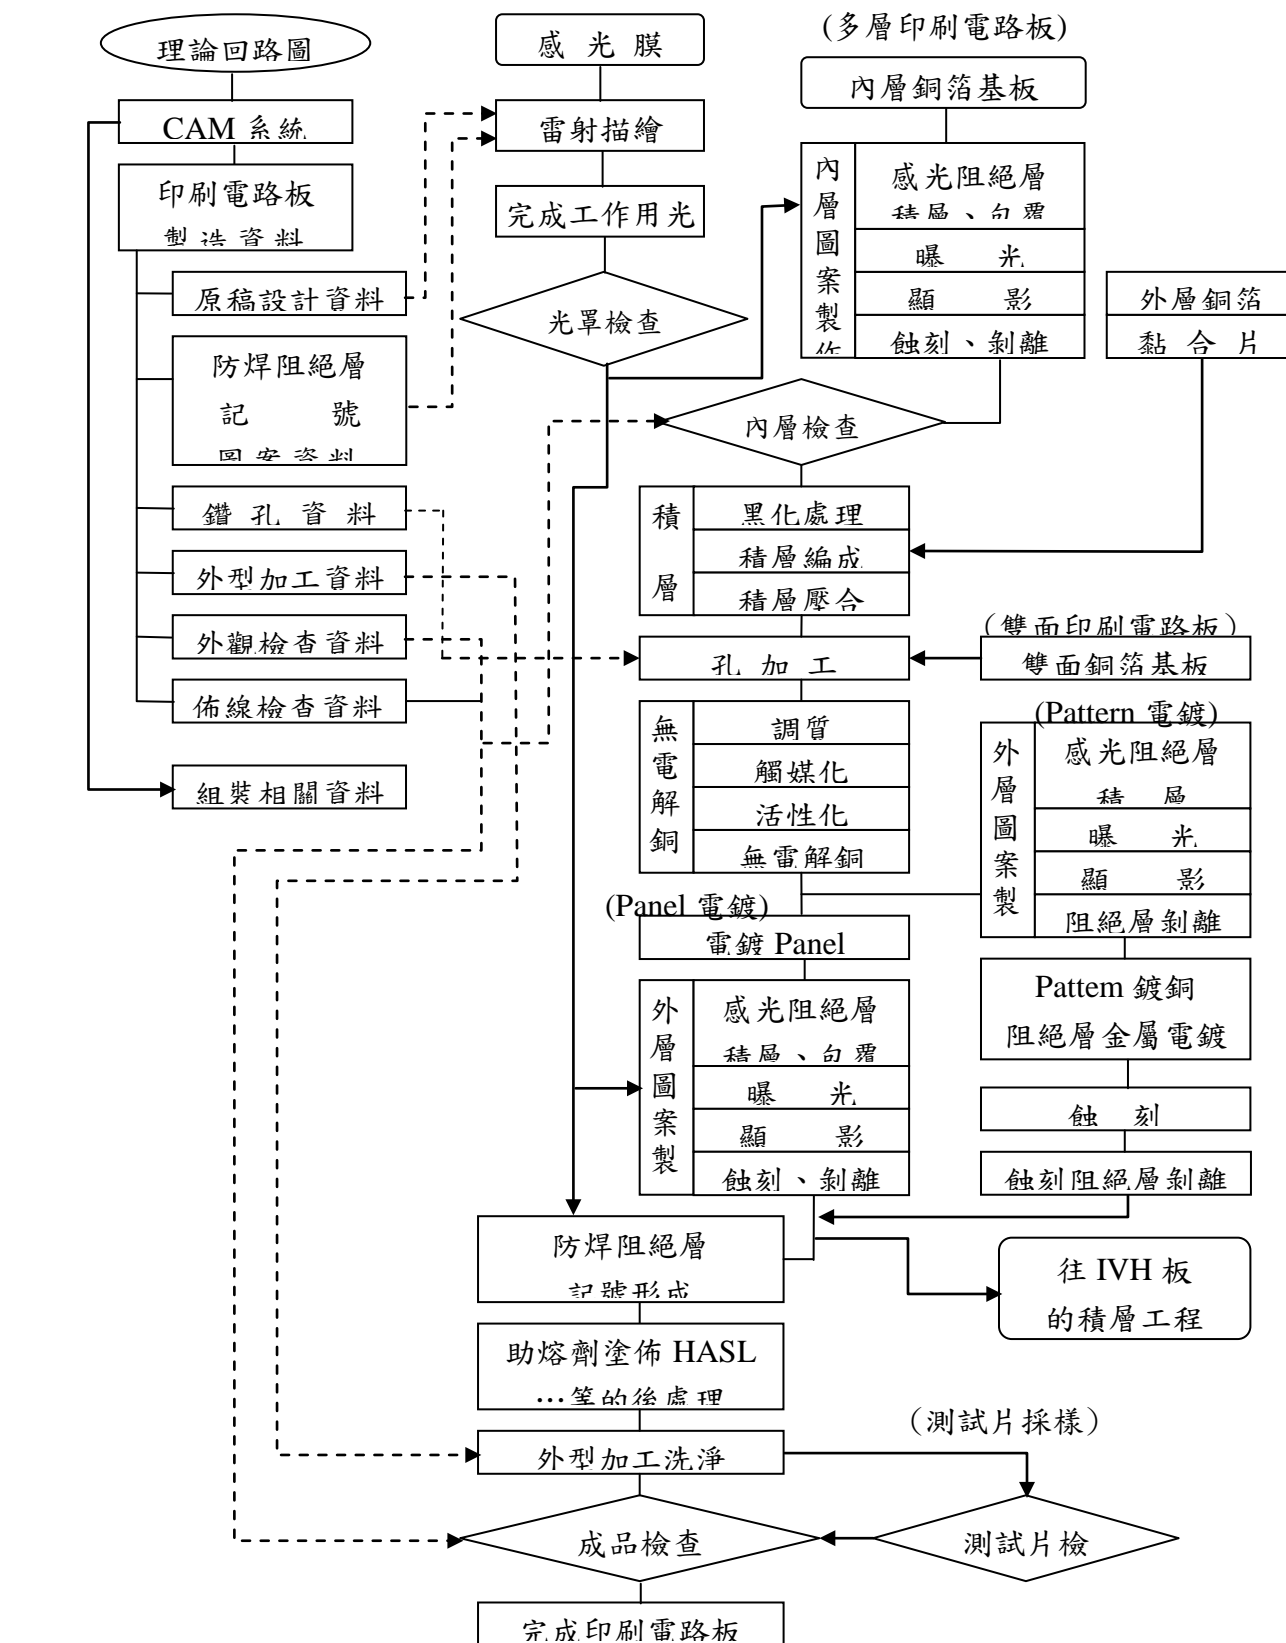 理論回路圖
CAM 系統
印刷電路板
製造資料
原稿設計資料
防焊阻絕層
記 號
圖案資料
鑽孔資料
外型加工資料
外觀檢查資料
佈線檢查資料
組裝相關資料
感光膜
雷射描繪
完成工作用光
光罩檢查
(多層印刷電路板)
內層銅箔基板
內層圖案製作
感光阻絕層
積層、包覆
曝 光
顯 影
蝕刻、剝離
外層銅箔
黏合片
內層檢查
積層
黑化處理
積層編成
積層壓合
(雙面印刷電路板)
孔加工
雙面銅箔基板
無電解銅
調質
觸媒化
活性化
無電解銅
(Pattern 電鍍)
外層圖案製
感光阻絕層
積 層
曝 光
顯 影
阻絕層剝離
(Panel 電鍍)
電鍍 Panel
外層圖案製
感光阻絕層
積層、包覆
曝 光
顯 影
蝕刻、剝離
Pattem 鍍銅
阻絕層金屬電鍍
蝕 刻
蝕刻阻絕層剝離
防焊阻絕層
記號形成
往 IVH 板
的積層工程
助熔劑塗佈 HASL
…等的後處理
(測試片採樣)
外型加工洗淨
成品檢查
測試片檢
完成印刷電路板